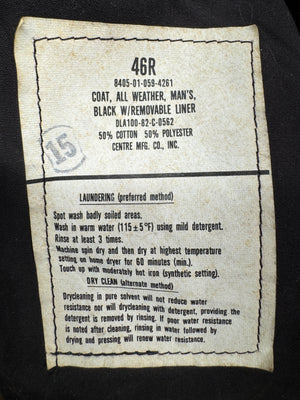 46R
8405-01-059-4261
COAT, ALL WEATHER, MAN'S,
BLACK W/REMOVABLE LINER
DLA100-82-C-0562
50% COTTON 50% POLYESTER
CENTRE MFG. CO., INC.
15
LAUNDERING (preferred method)
Spot wash badly soiled areas.
Wash in warm water (115±5°F) using mild detergent.
Rinse at least 3 times.
Machine spin dry and then dry at highest temperature
setting on home dryer for 60 minutes (min.).
Touch up with moderately hot iron (synthetic setting).
DRY CLEAN (alternate method)
Drycleaning in pure solvent will not reduce water
resistance nor will drycleaning with detergent, providing the
detergent is removed by rinsing. If poor water resistance
is noted after cleaning, rinsing in water followed by
drying and pressing will renew water resistance.